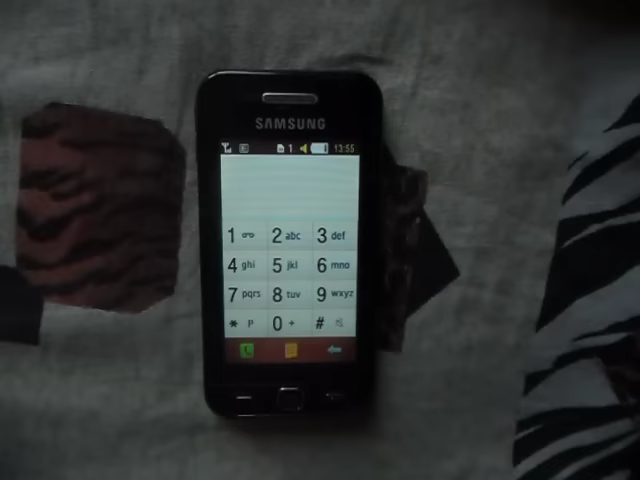 SAMSUNG
1 13:55
1 2 abc 3 def
4 ghi 5 jkl 6 mno
7 pqrs 8 tuv 9 wxyz
* P 0 + #